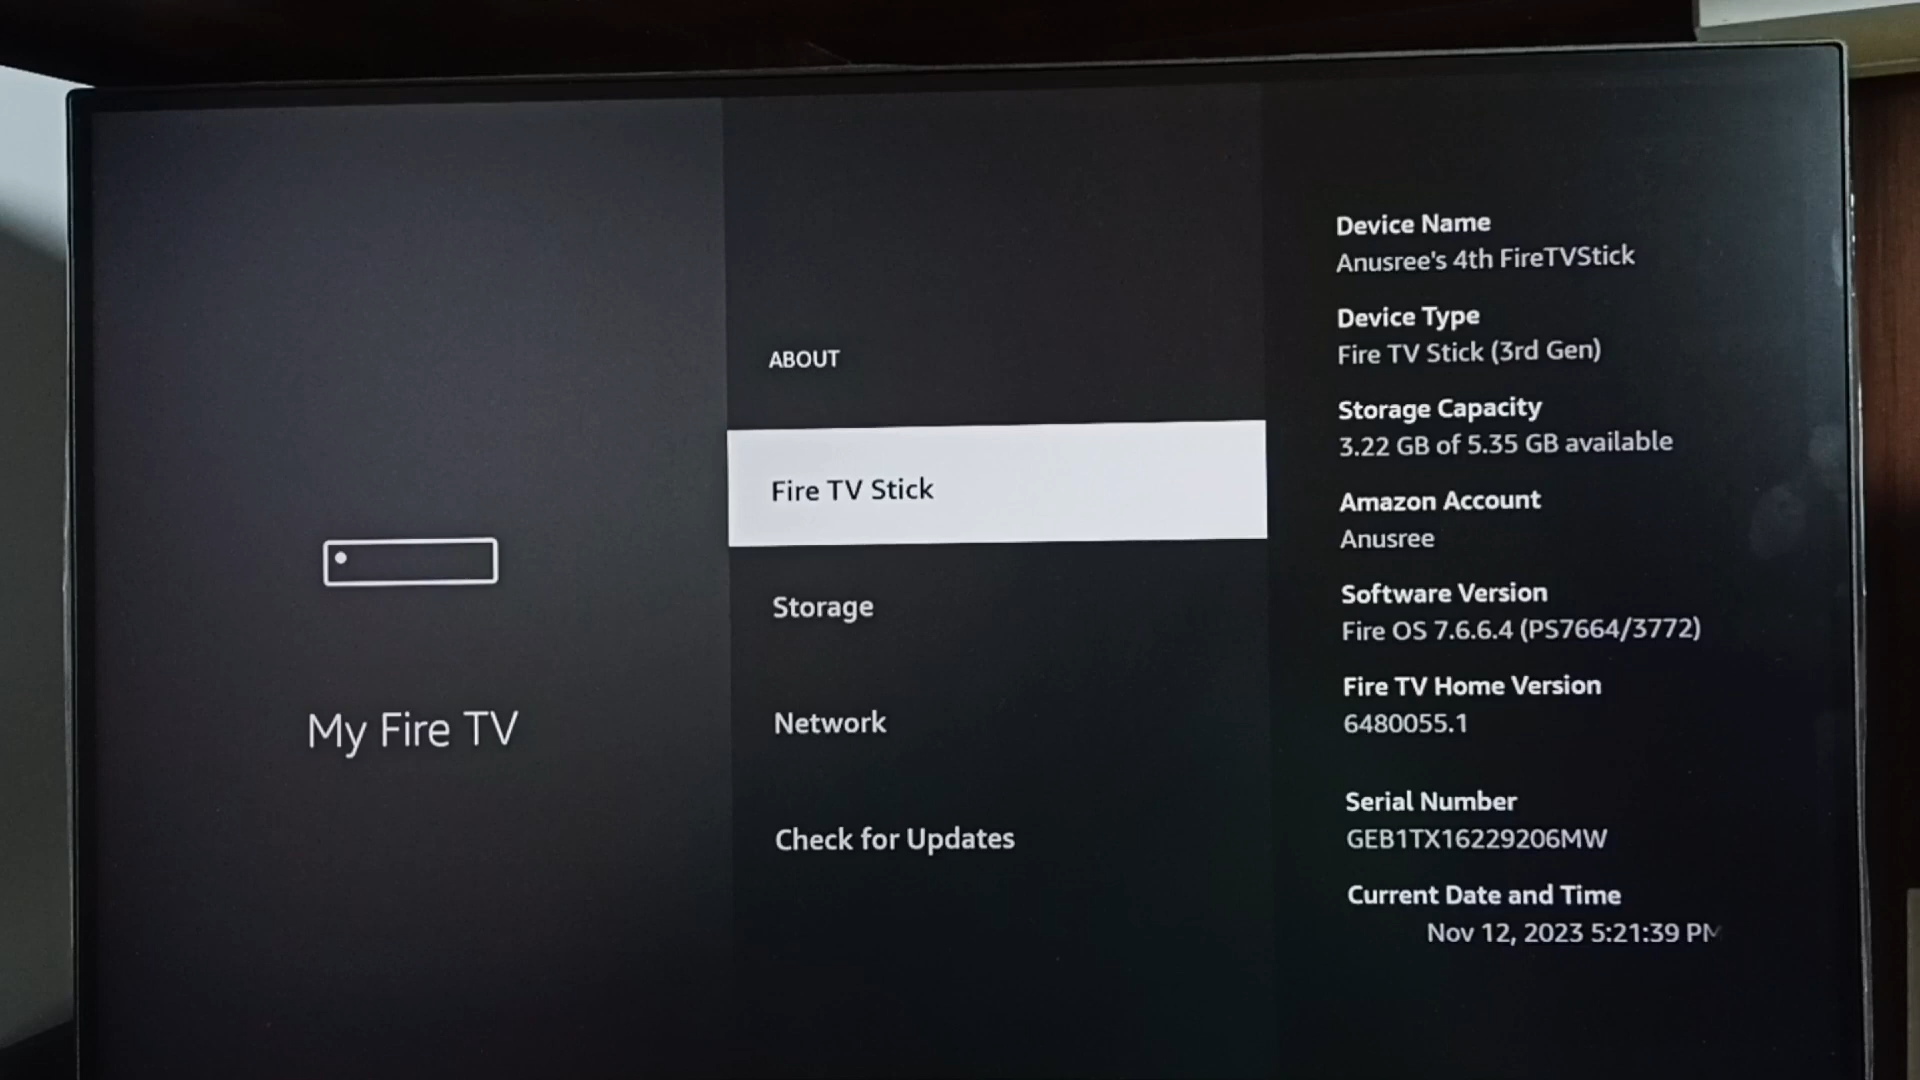 My Fire TV
ABOUT
Fire TV Stick
Storage
Network
Check for Updates
Device Name
Anusree's 4th FireTVStick
Device Type
Fire TV Stick (3rd Gen)
Storage Capacity
3.22 GB of 5.35 GB available
Amazon Account
Anusree
Software Version
Fire OS 7.6.6.4 (PS7664/3772)
Fire TV Home Version
6480055.1
Serial Number
GEB1TX16229206MW
Current Date and Time
Nov 12, 2023 5:21:39 PM